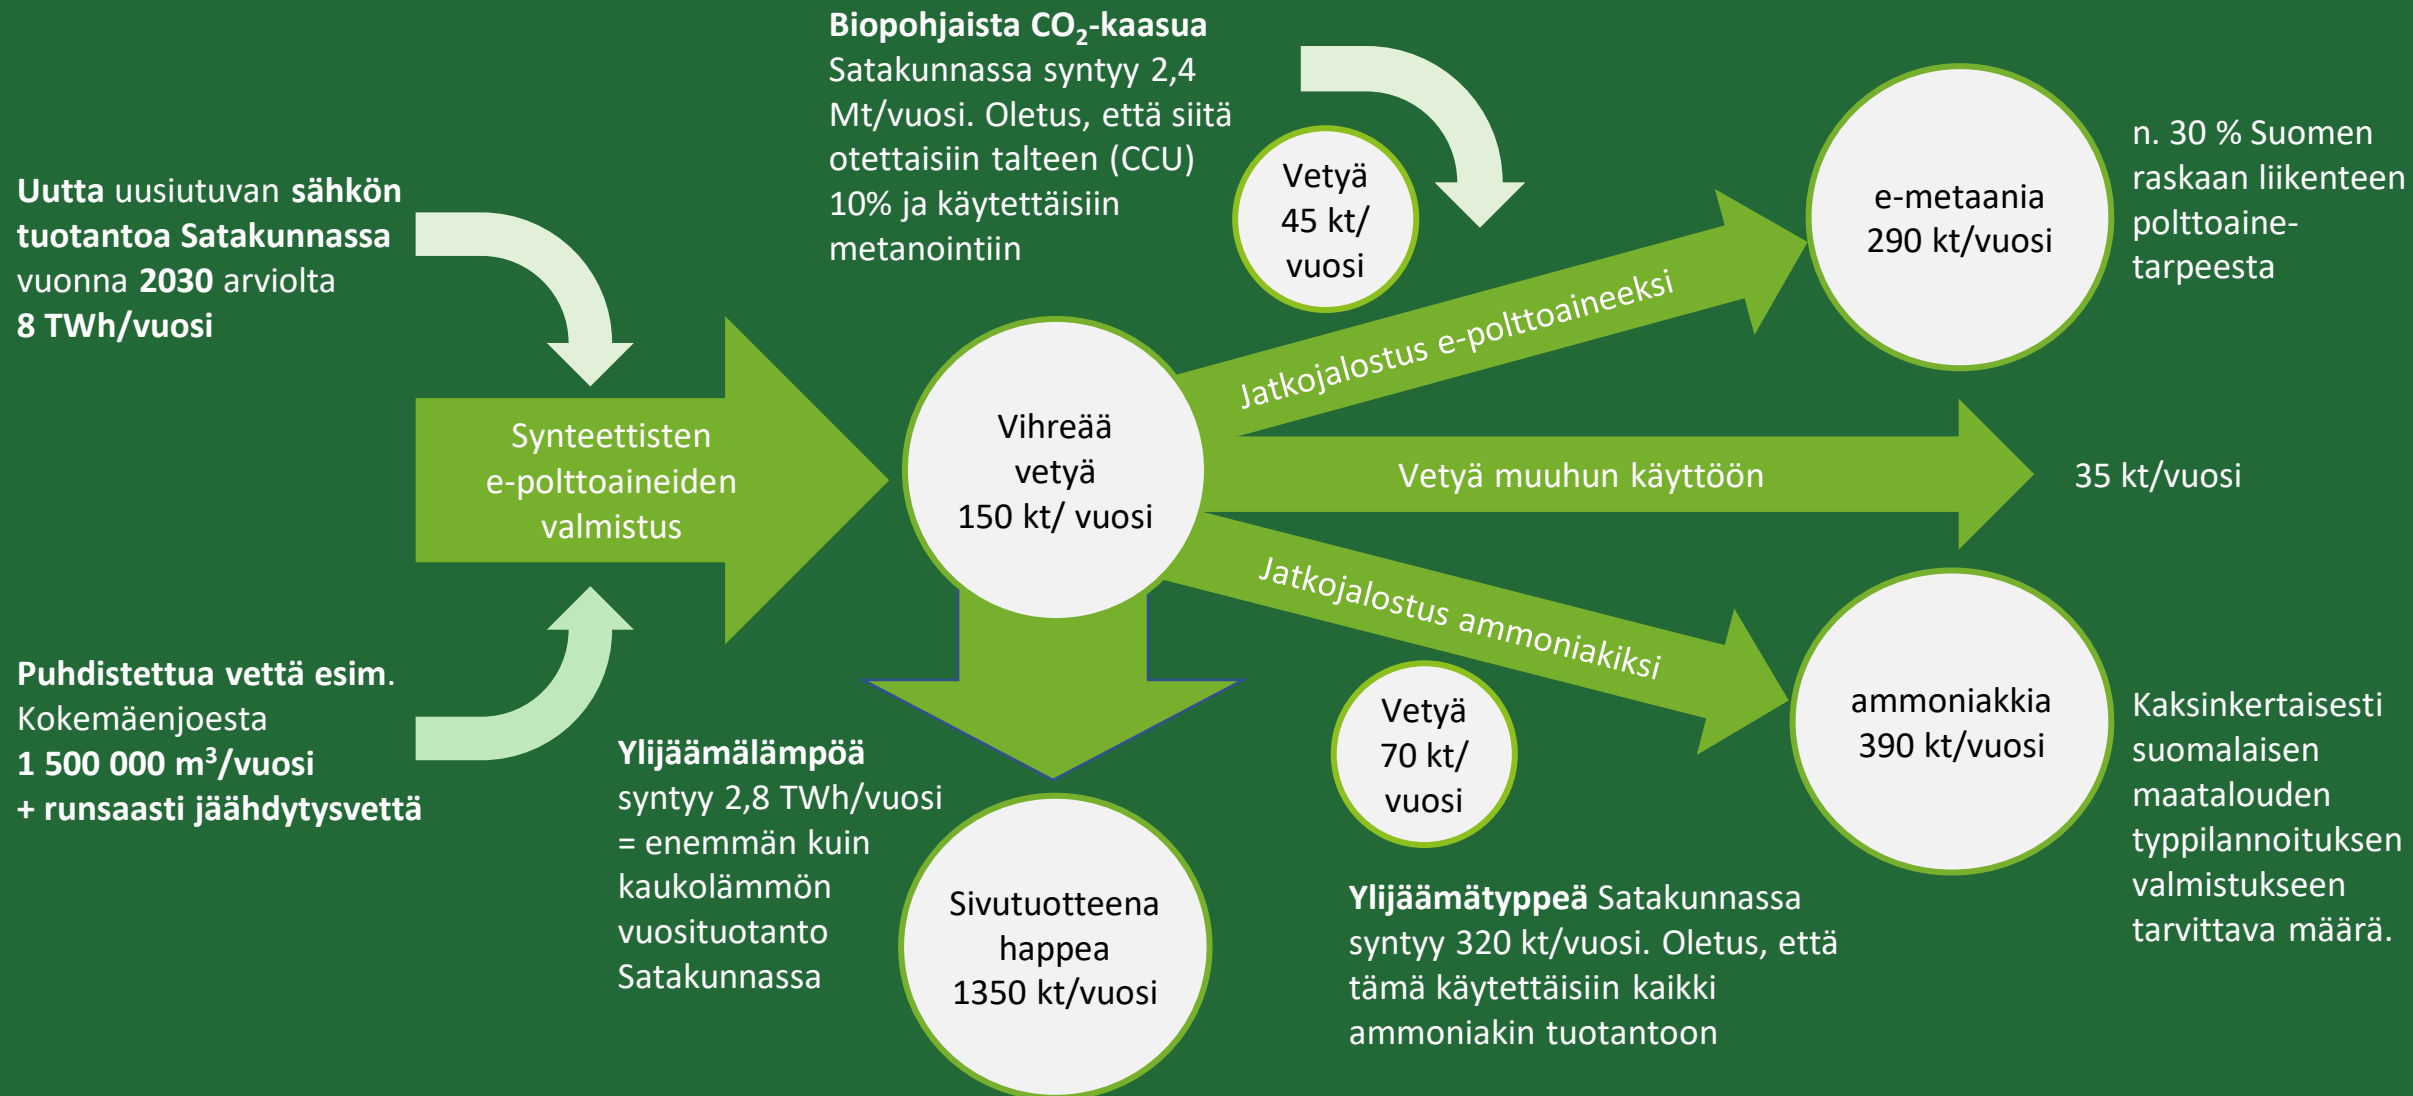 Biopohjaista CO₂-kaasua
Satakunnassa syntyy 2,4
Mt/vuosi. Oletus, että siitä
otettaisiin talteen (CCU)
10% ja käytettäisiin
metanointiin
Uutta uusiutuvan sähkön
tuotantoa Satakunnassa
vuonna 2030 arviolta
8 TWh/vuosi
Vetyä
45 kt/
vuosi
e-metaania
290 kt/vuosi
n. 30 % Suomen
raskaan liikenteen
polttoaine-
tarpeesta
Jatkojalostus e-polttoaineeksi
Synteettisten
e-polttoaineiden
valmistus
Vihreää
vetyä
150 kt/ vuosi
Vetyä muuhun käyttöön
35 kt/vuosi
Jatkojalostus ammoniakiksi
Puhdistettua vettä esim.
Kokemäenjoesta
1 500 000 m³/vuosi
+ runsaasti jäähdytysvettä
Ylijäämälämpöä
syntyy 2,8 TWh/vuosi
= enemmän kuin
kaukolämmön
vuosituotanto
Satakunnassa
Sivutuotteena
happea
1350 kt/vuosi
Vetyä
70 kt/
vuosi
ammoniakkia
390 kt/vuosi
Kaksinkertaisesti
suomalaisen
maatalouden
typpilannoituksen
valmistukseen
tarvittava määrä.
Ylijäämätyppeä Satakunnassa
syntyy 320 kt/vuosi. Oletus, että
tämä käytettäisiin kaikki
ammoniakin tuotantoon